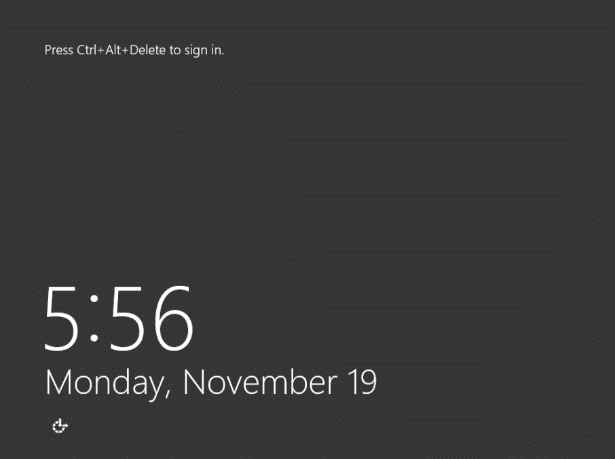 Press Ctrl+Alt+Delete to sign in.
5:56
Monday, November 19